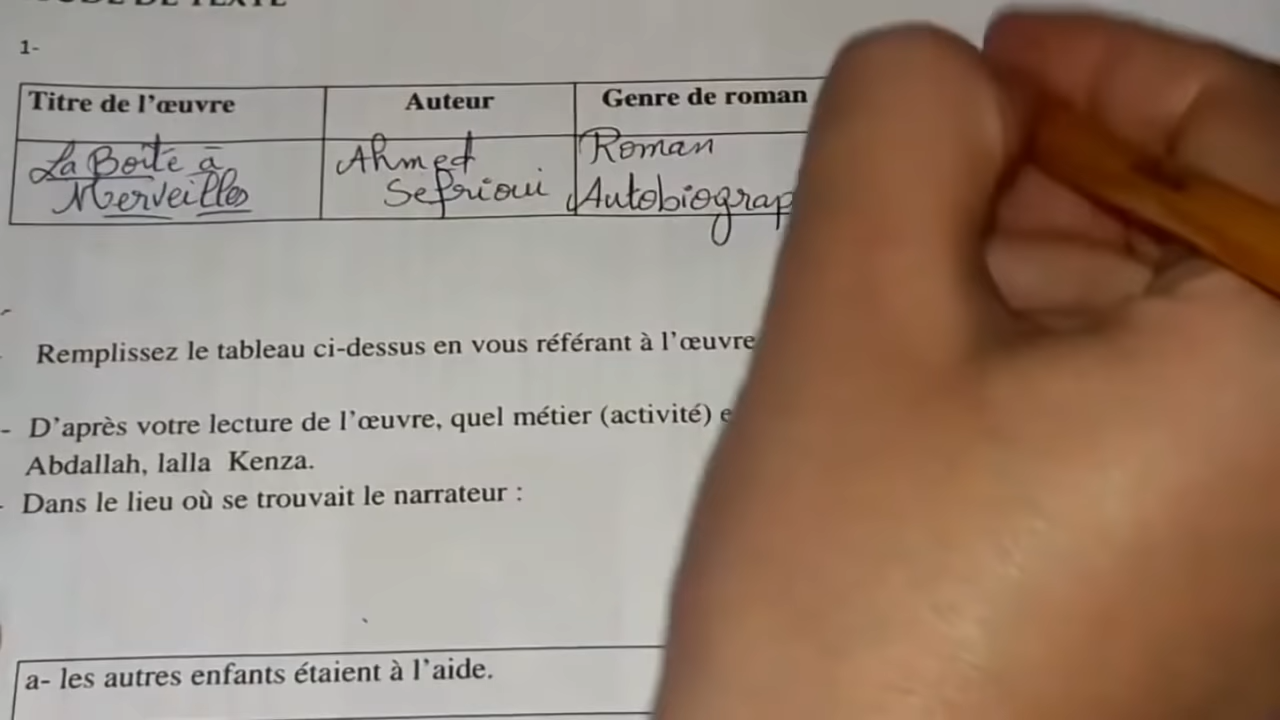 1-
Titre de l'œuvre Auteur Genre de roman
La Boîte à Ahmed Roman
Merveilles Sefrioui Autobiograp
Remplissez le tableau ci-dessus en vous référant à l'œuvre
- D'après votre lecture de l'œuvre, quel métier (activité) e
Abdallah, lalla Kenza.
- Dans le lieu où se trouvait le narrateur :
a- les autres enfants étaient à l'aide.